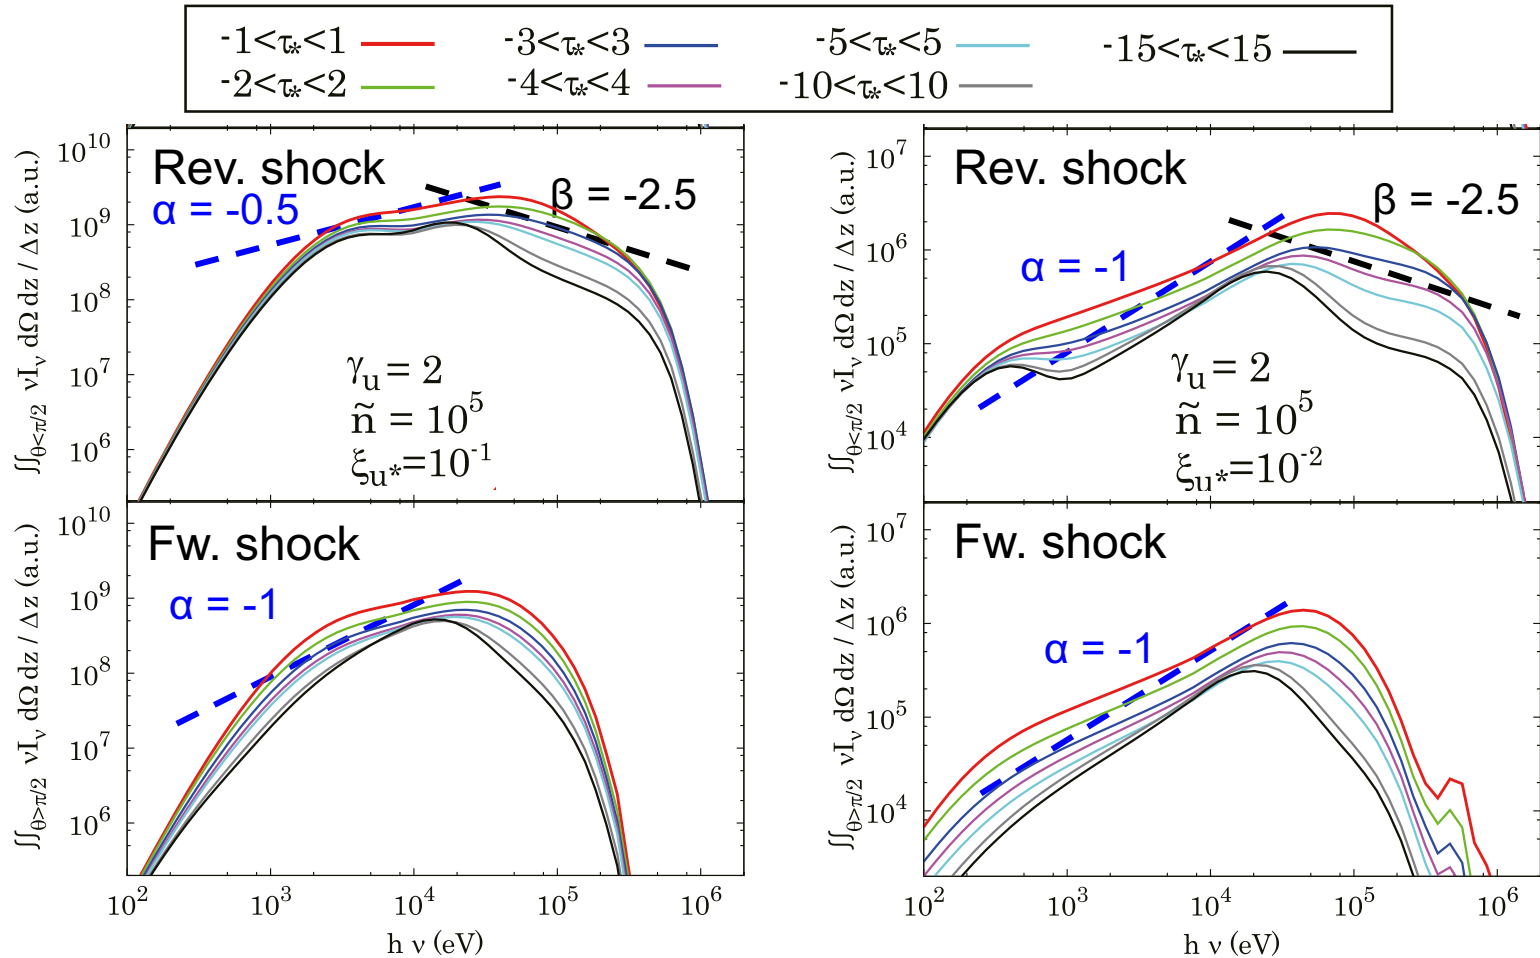 -1<τ*<1 -3<τ*<3 -5<τ*<5 -15<τ*<15
-2<τ*<2 -4<τ*<4 -10<τ*<10
∫∫θ<π/2 νIν dΩ dz / Δz (a.u.)
10^10
10^9
10^8
10^7
10^6
Rev. shock
α = -0.5
β = -2.5
γu = 2
ñ = 10^5
ξu*=10^-1
∫∫θ<π/2 νIν dΩ dz / Δz (a.u.)
10^7
10^6
10^5
10^4
Rev. shock
β = -2.5
α = -1
γu = 2
ñ = 10^5
ξu*=10^-2
∫∫θ>π/2 νIν dΩ dz / Δz (a.u.)
10^10
10^9
10^8
10^7
10^6
Fw. shock
α = -1
10^2 10^3 10^4 10^5 10^6
h ν (eV)
∫∫θ>π/2 νIν dΩ dz / Δz (a.u.)
10^7
10^6
10^5
10^4
Fw. shock
α = -1
10^2 10^3 10^4 10^5 10^6
h ν (eV)